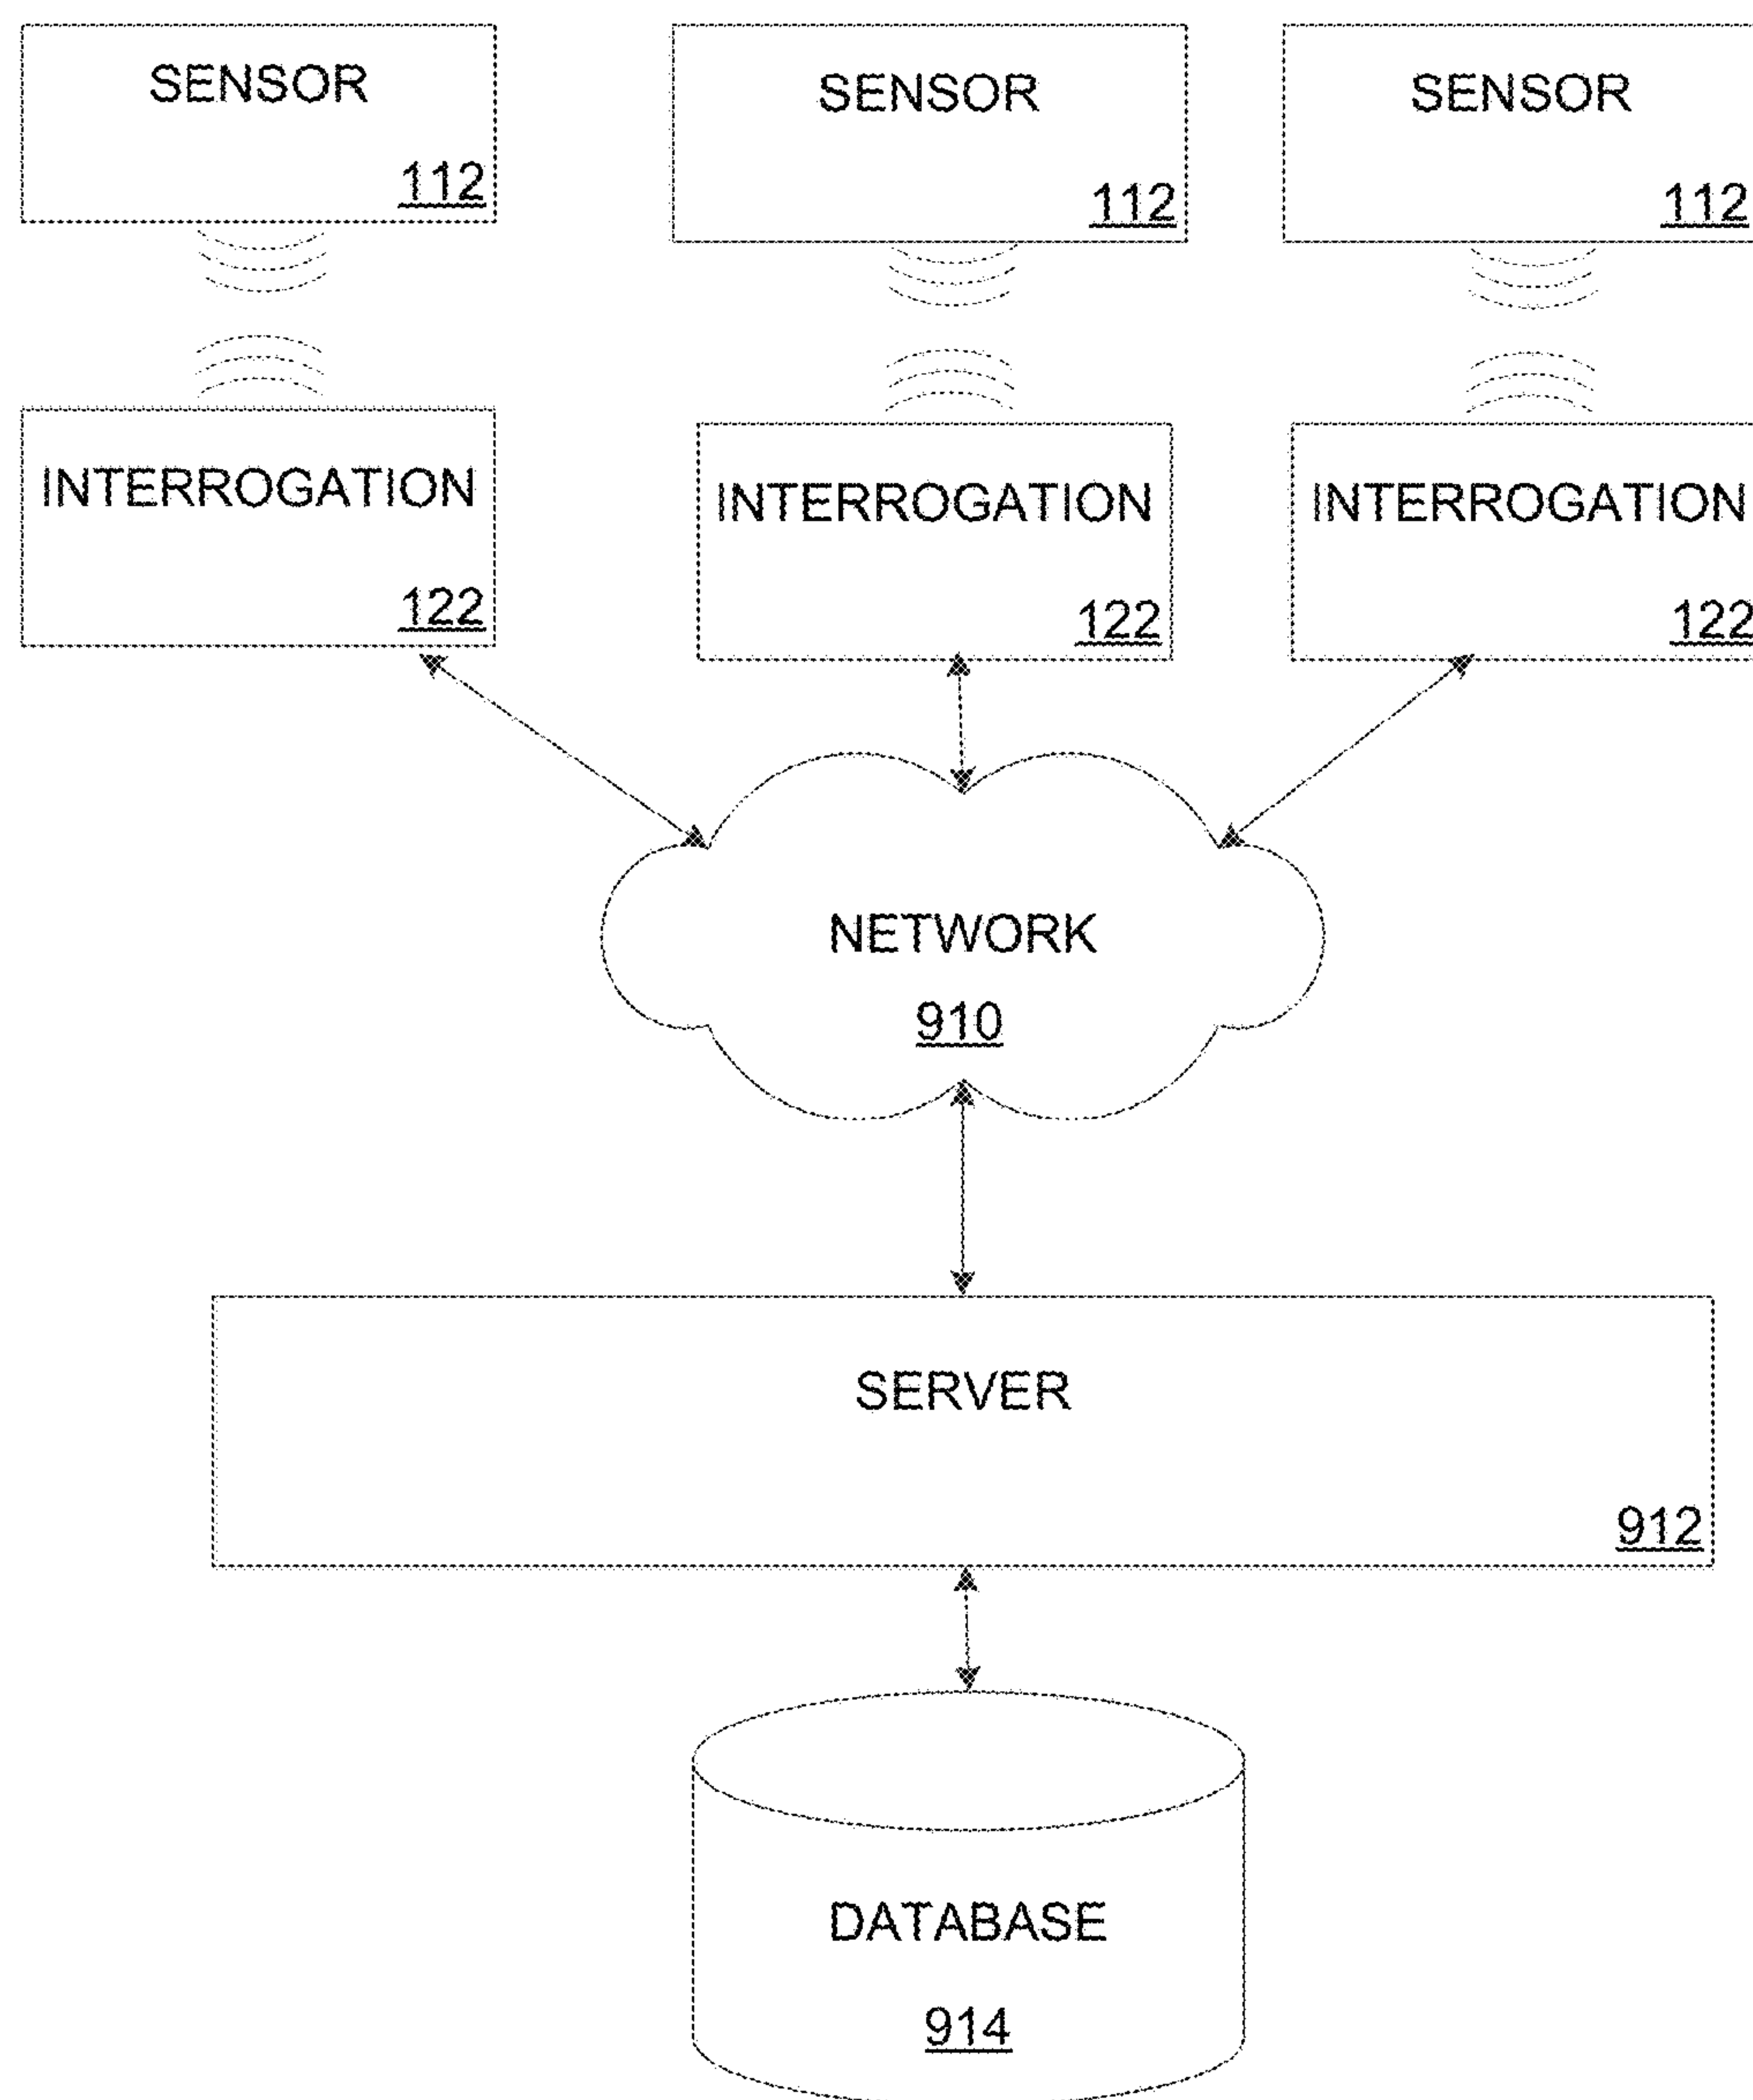 SENSOR
112
SENSOR
112
SENSOR
112
INTERROGATION
122
INTERROGATION
122
INTERROGATION
122
NETWORK
910
SERVER
912
DATABASE
914